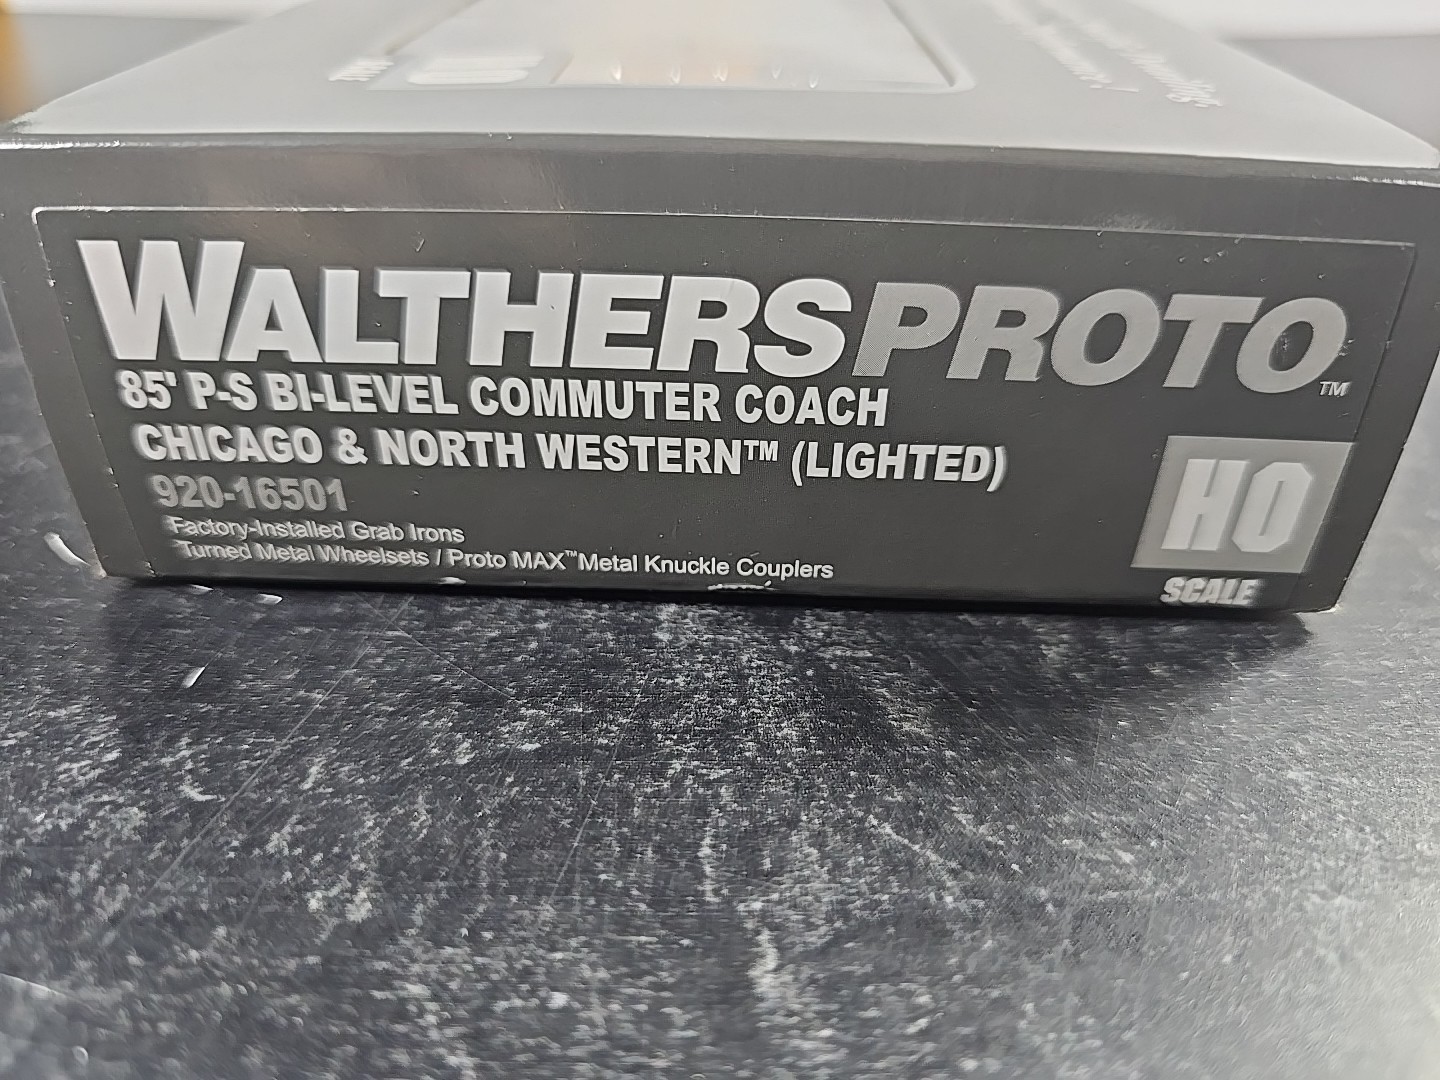 WALTHERSPROTO™
85' P-S BI-LEVEL COMMUTER COACH
CHICAGO & NORTH WESTERN™ (LIGHTED)
920-16501
Factory-Installed Grab Irons
Turned Metal Wheelsets / Proto MAX™ Metal Knuckle Couplers
HO
SCALE